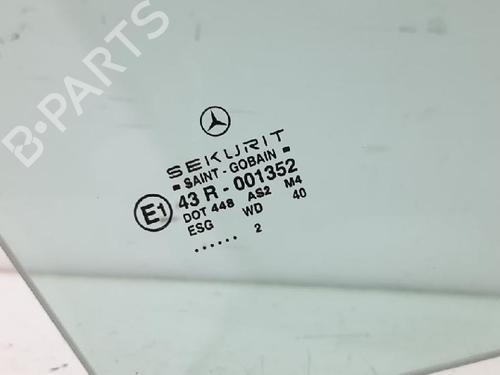 B-PARTS
SEKURIT
SAINT-GOBAIN
E1 43 R-001352
DOT 448 AS2 M4
ESG WD 40
...... 2